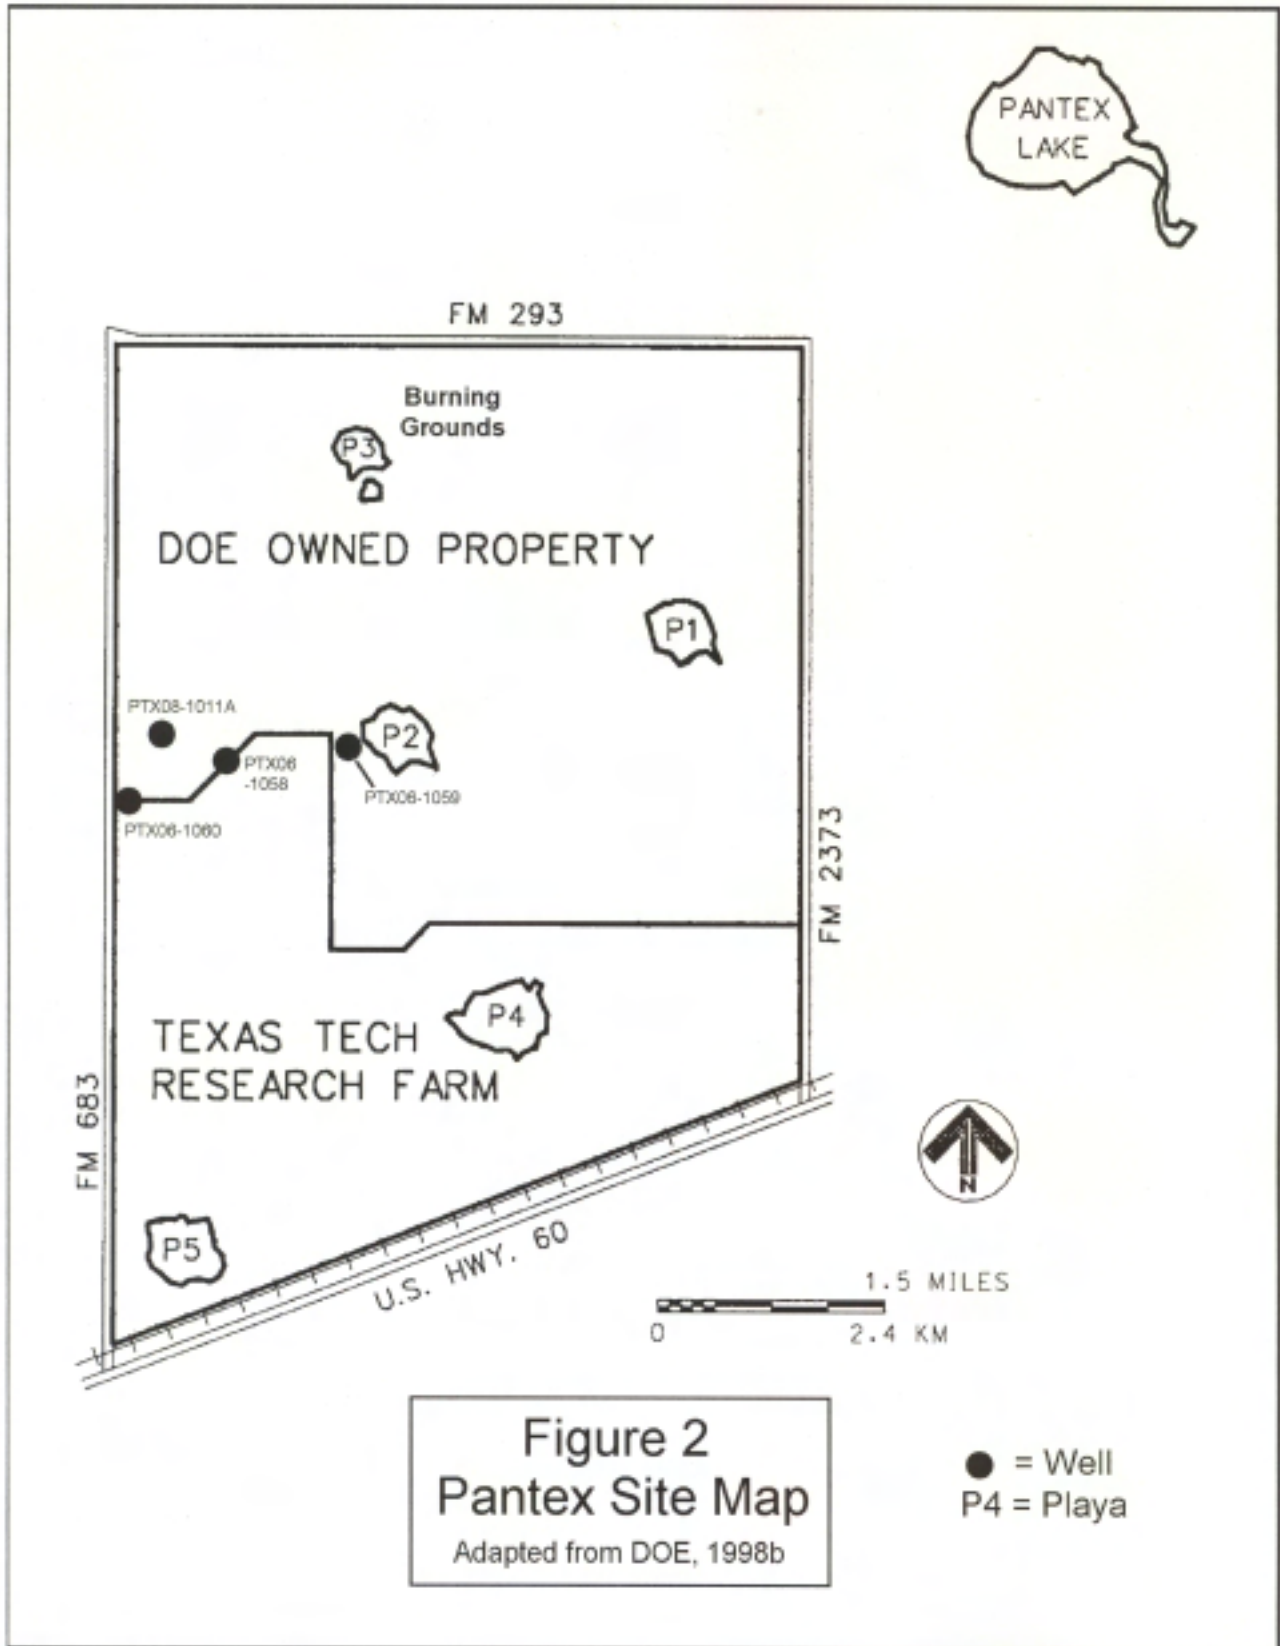 PANTEX
LAKE
FM 293
Burning
Grounds
P3
DOE OWNED PROPERTY
P1
PTX08-1011A
P2
PTX06
-1058
PTX06-1059
PTX06-1060
FM 2373
P4
TEXAS TECH
RESEARCH FARM
FM 683
N
P5
U.S. HWY. 60
1.5 MILES
0
2.4 KM
Figure 2
Pantex Site Map
Adapted from DOE, 1998b
= Well
P4 = Playa